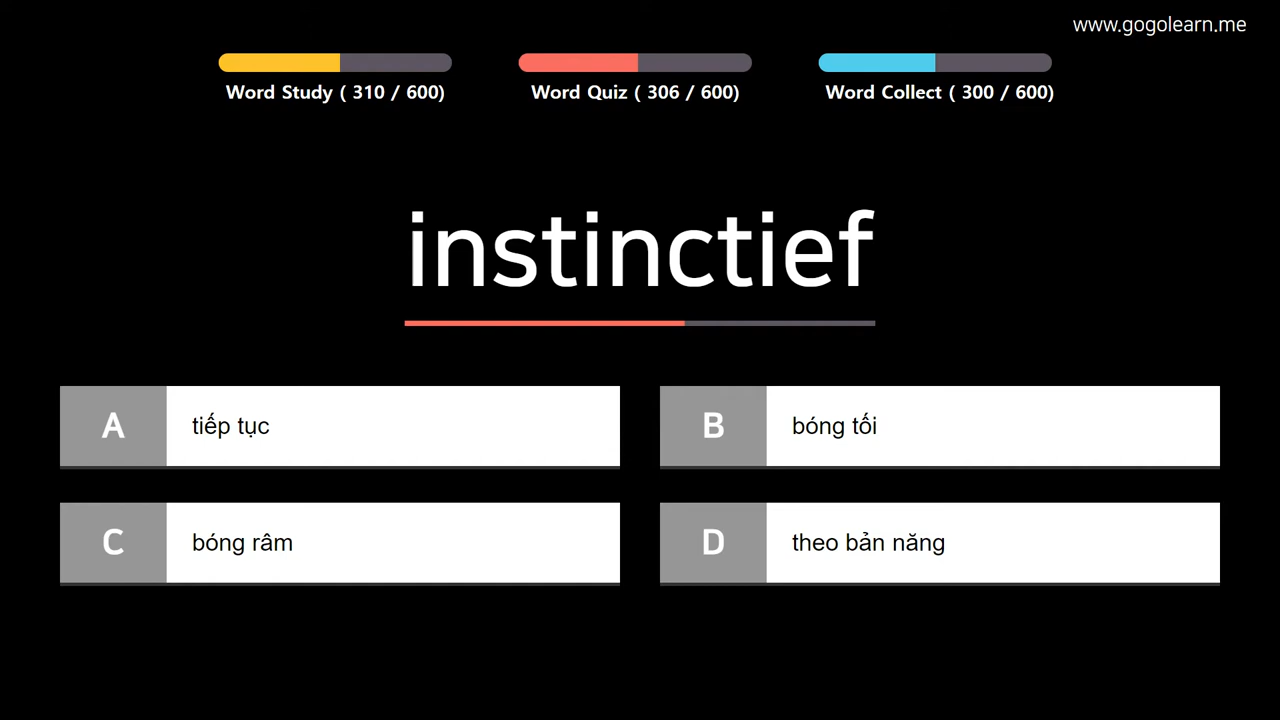 www.gogolearn.me
Word Study ( 310 / 600)
Word Quiz ( 306 / 600)
Word Collect ( 300 / 600)
instinctief
A
tiếp tục
B
bóng tối
C
bóng râm
D
theo bản năng